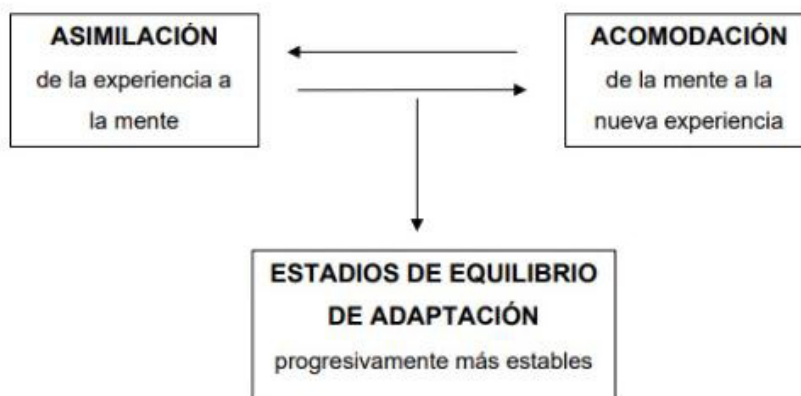 ASIMILACIÓN
de la experiencia a
la mente
ACOMODACIÓN
de la mente a la
nueva experiencia
ESTADIOS DE EQUILIBRIO
DE ADAPTACIÓN
progresivamente más estables